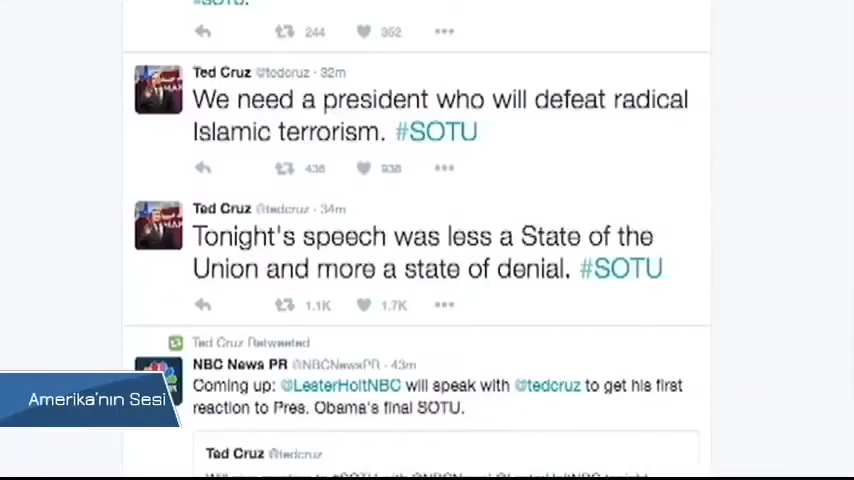 #SOTU.
244 352
Ted Cruz @tedcruz · 32m
We need a president who will defeat radical
Islamic terrorism. #SOTU
438 938
Ted Cruz @tedcruz · 34m
Tonight's speech was less a State of the
Union and more a state of denial. #SOTU
1.1K 1.7K
Ted Cruz Retweeted
NBC News PR @NBCNewsPR · 43m
Coming up: @LesterHoltNBC will speak with @tedcruz to get his first
reaction to Pres. Obama's final SOTU.
Amerika'nın Sesi
Ted Cruz @tedcruz